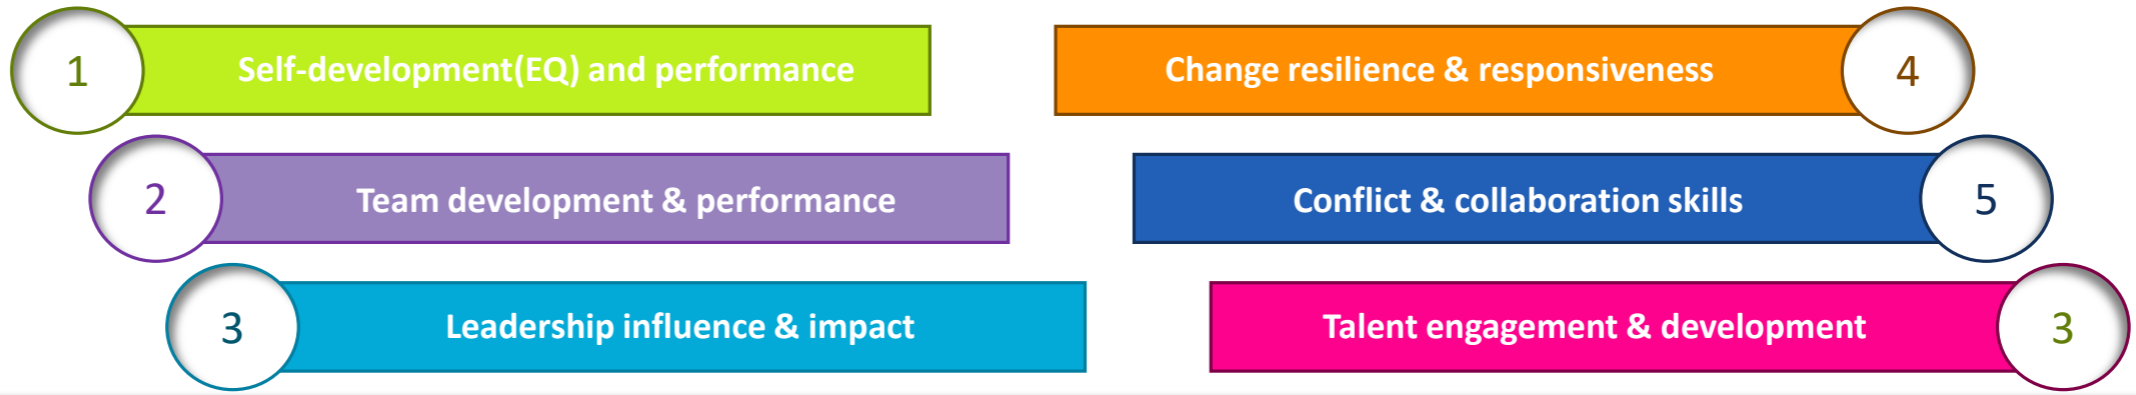 1
Self-development(EQ) and performance
2
Team development & performance
3
Leadership influence & impact
Change resilience & responsiveness
4
Conflict & collaboration skills
5
Talent engagement & development
3